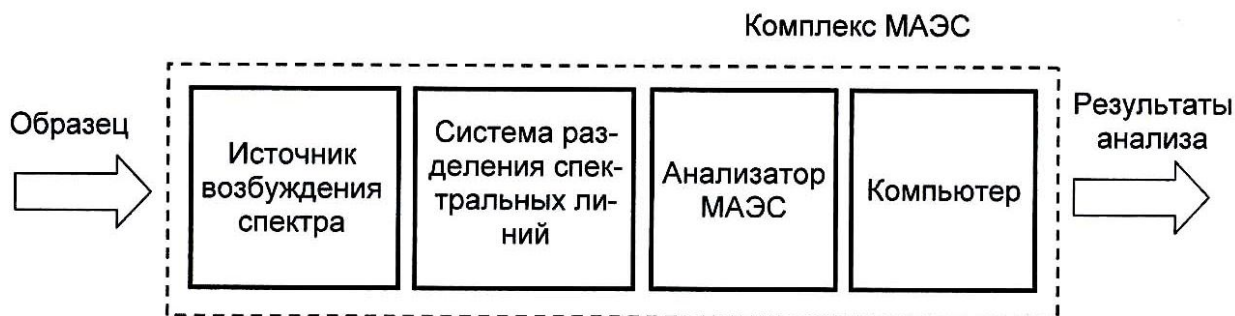 Комплекс МАЭС
Образец
Источник
возбуждения
спектра
Система раз-
деления спек-
тральных ли-
ний
Анализатор
МАЭС
Компьютер
Результаты
анализа